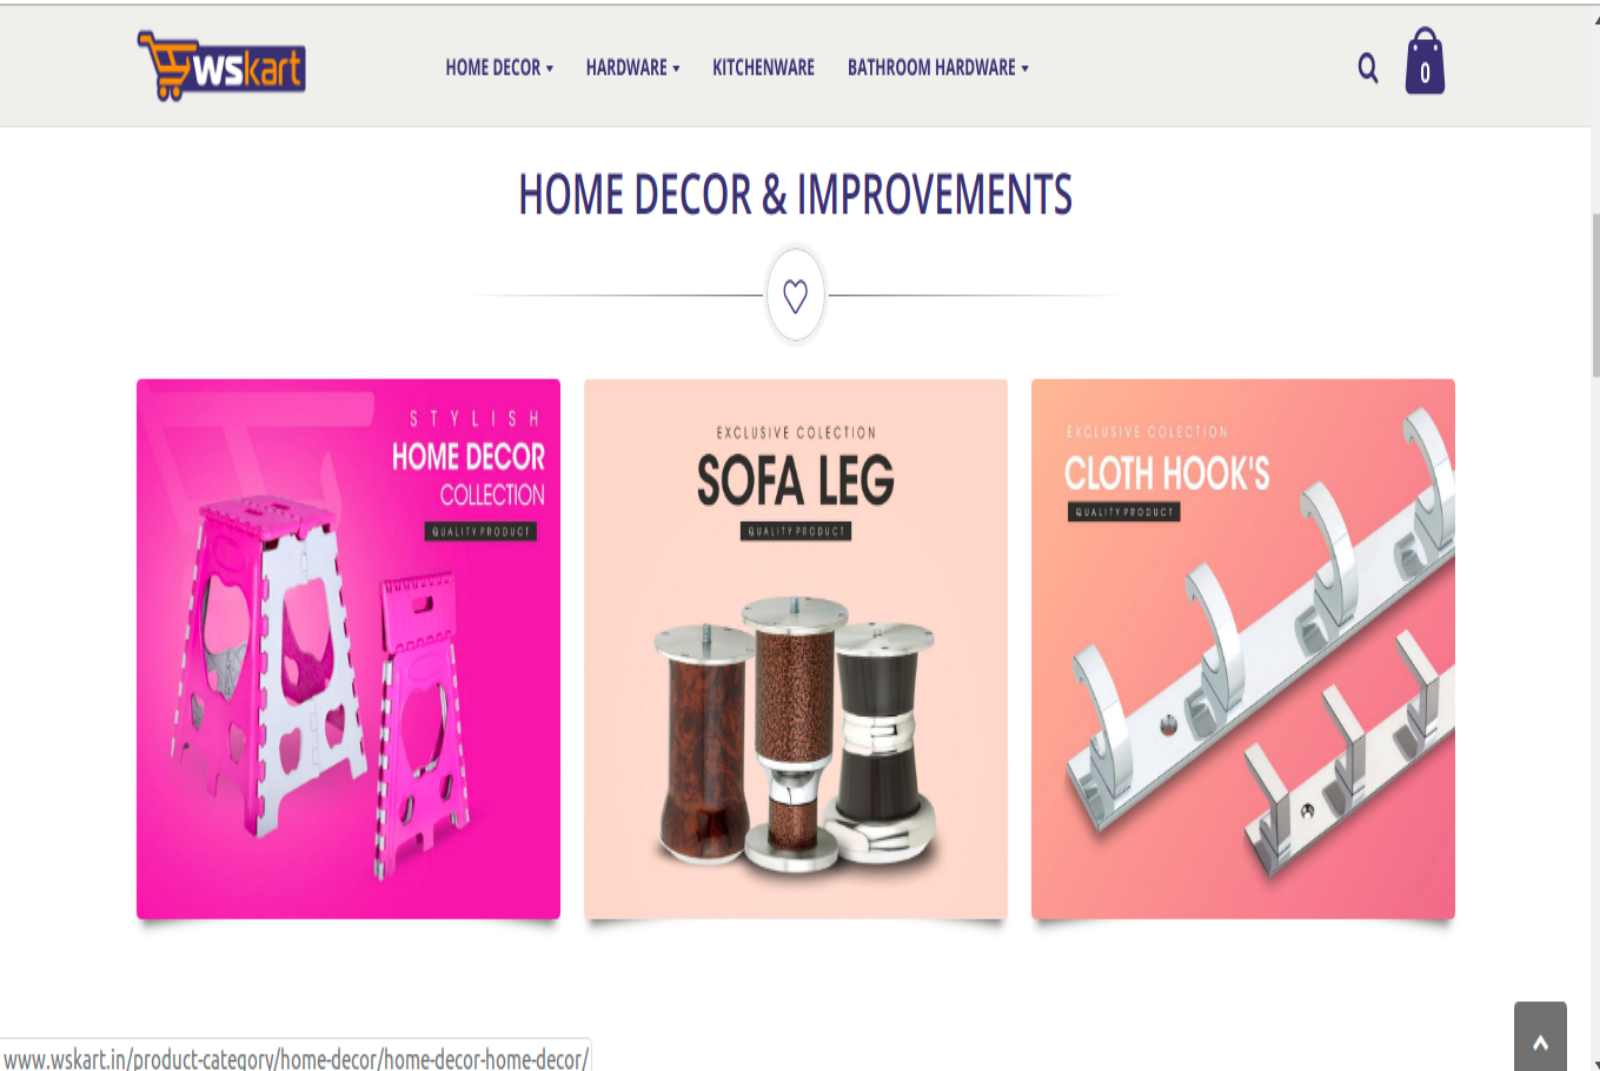 wskart
HOME DECOR
HARDWARE
KITCHENWARE
BATHROOM HARDWARE
0
HOME DECOR & IMPROVEMENTS
STYLISH
HOME DECOR
COLLECTION
QUALITY PRODUCT
EXCLUSIVE COLECTION
SOFA LEG
QUALITY PRODUCT
EXCLUSIVE COLECTION
CLOTH HOOK'S
QUALITY PRODUCT
www.wskart.in/product-category/home-decor/home-decor-home-decor/